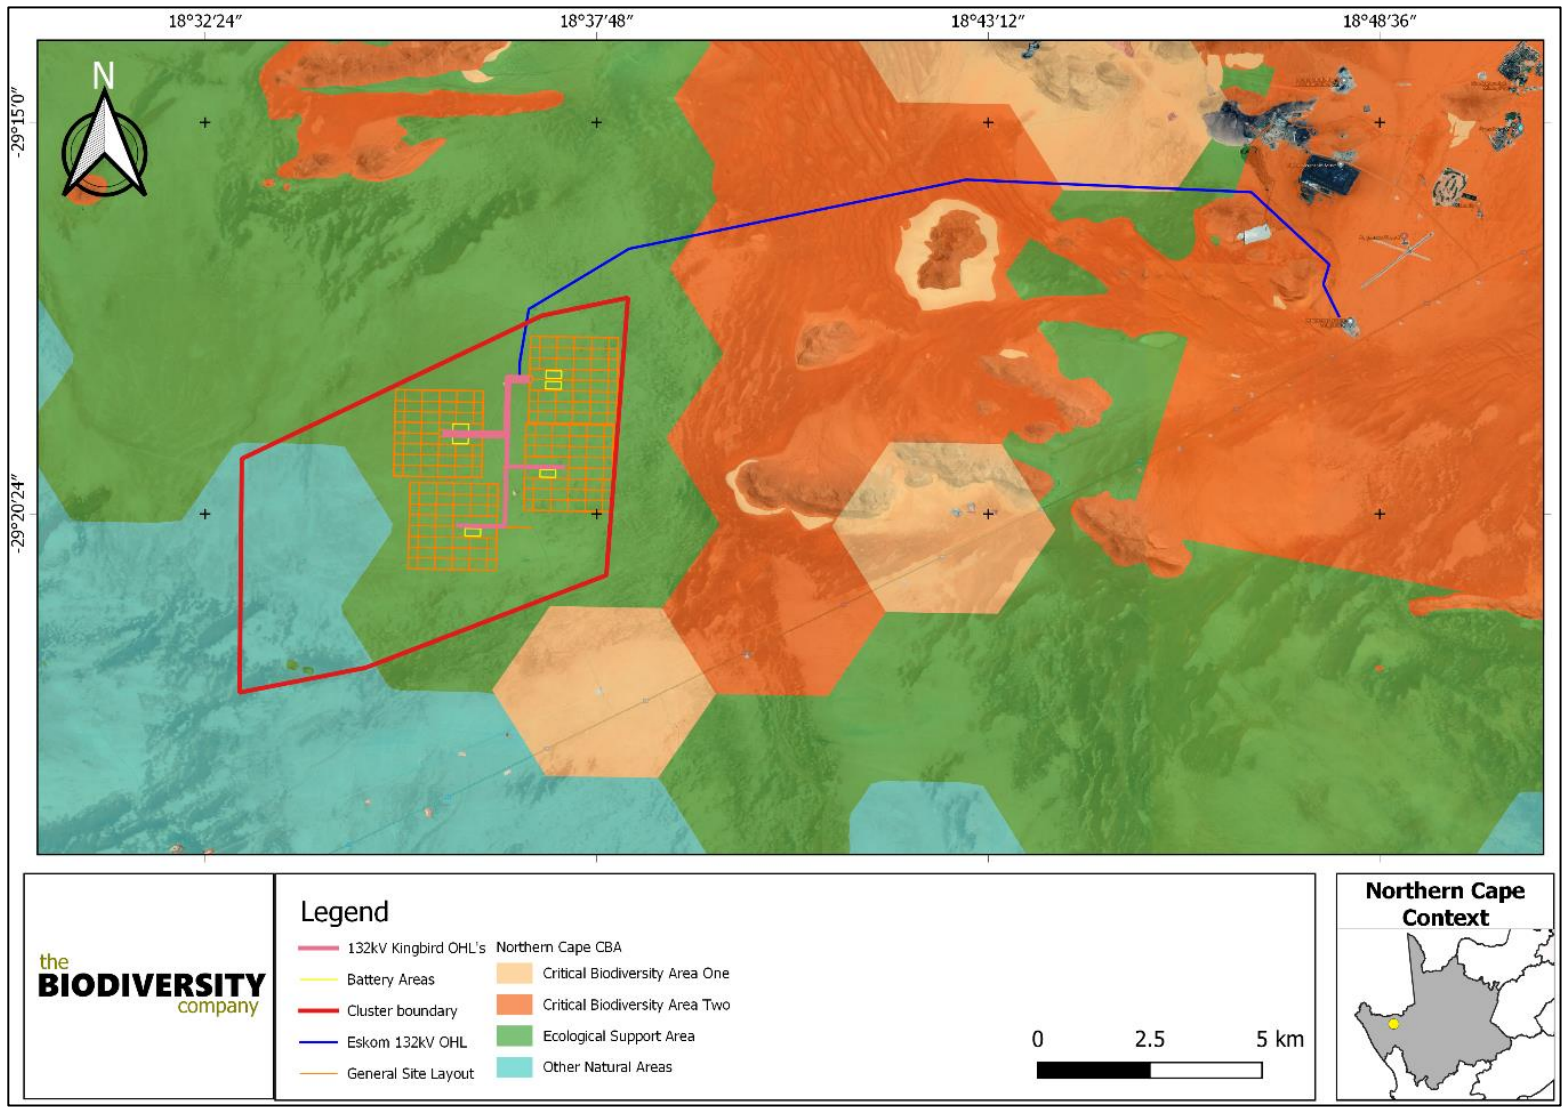 18°32′24″ 18°37′48″ 18°43′12″ 18°48′36″
N
-29°15′0″
-29°20′24″
the
BIODIVERSITY
company
Legend
132kV Kingbird OHL's
Battery Areas
Cluster boundary
Eskom 132kV OHL
General Site Layout
Northern Cape CBA
Critical Biodiversity Area One
Critical Biodiversity Area Two
Ecological Support Area
Other Natural Areas
0 2.5 5 km
Northern Cape
Context